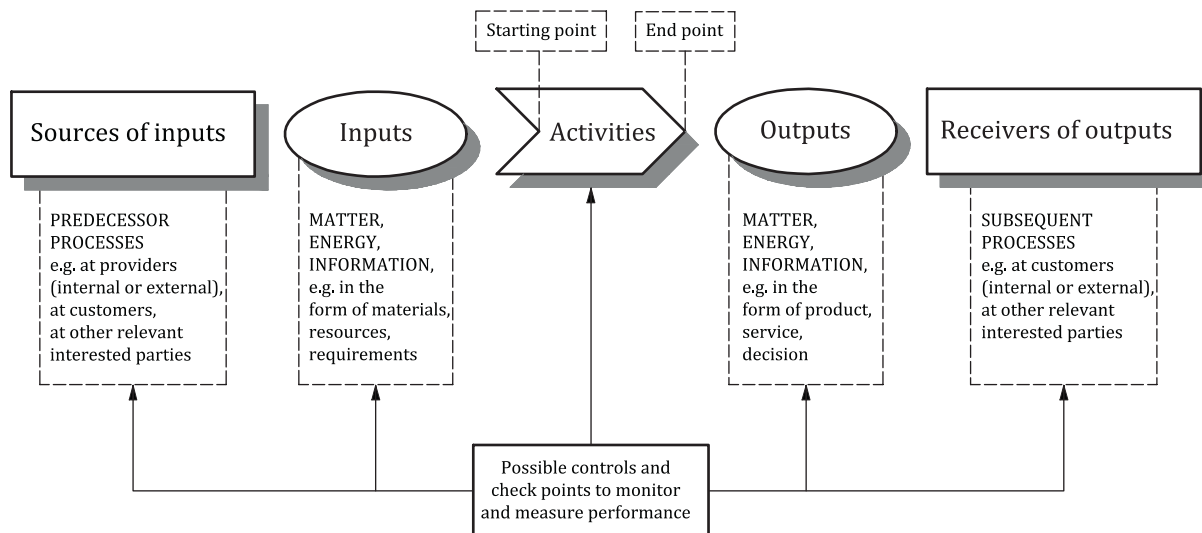 Starting point
End point
Sources of inputs
Inputs
Activities
Outputs
Receivers of outputs
PREDECESSOR
PROCESSES
e.g. at providers
(internal or external),
at customers,
at other relevant
interested parties
MATTER,
ENERGY,
INFORMATION,
e.g. in the
form of materials,
resources,
requirements
MATTER,
ENERGY,
INFORMATION,
e.g. in the
form of product,
service,
decision
SUBSEQUENT
PROCESSES
e.g. at customers
(internal or external),
at other relevant
interested parties
Possible controls and
check points to monitor
and measure performance